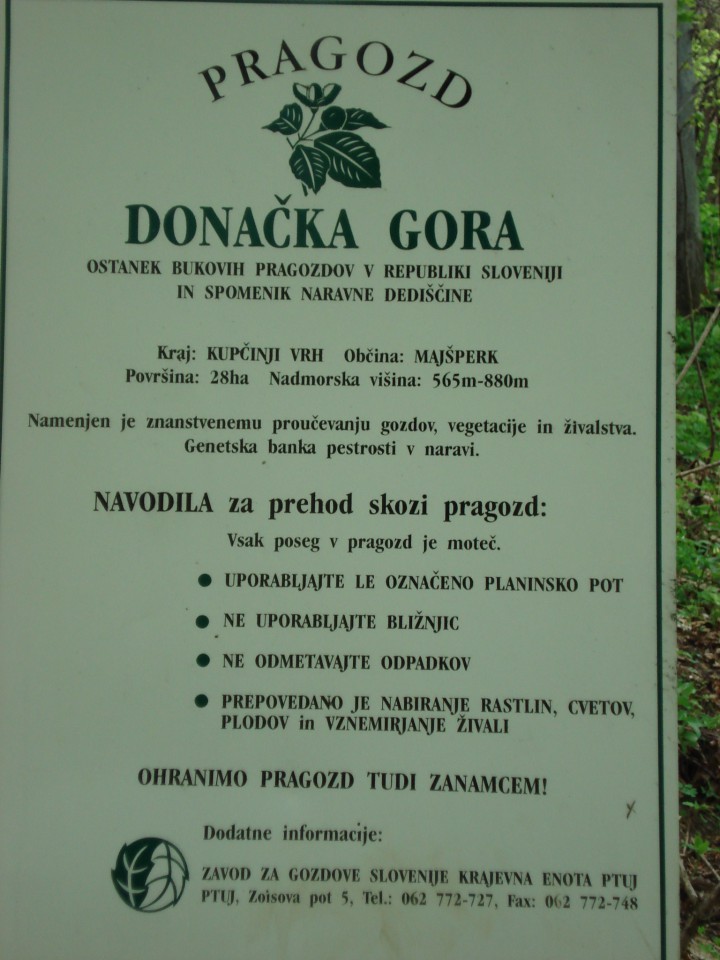 PRAGOZD
DONAČKA GORA
OSTANEK BUKOVIH PRAGOZDOV V REPUBLIKI SLOVENIJI
IN SPOMENIK NARAVNE DEDIŠČINE
Kraj: KUPČINJI VRH Občina: MAJŠPERK
Površina: 28ha Nadmorska višina: 565m-880m
Namenjen je znanstvenemu proučevanju gozdov, vegetacije in živalstva.
Genetska banka pestrosti v naravi.
NAVODILA za prehod skozi pragozd:
Vsak poseg v pragozd je moteč.
● UPORABLJAJTE LE OZNAČENO PLANINSKO POT
● NE UPORABLJAJTE BLIŽNJIC
● NE ODMETAVAJTE ODPADKOV
● PREPOVEDANO JE NABIRANJE RASTLIN, CVETOV,
PLODOV in VZNEMIRJANJE ŽIVALI
OHRANIMO PRAGOZD TUDI ZANAMCEM!
Dodatne informacije:
ZAVOD ZA GOZDOVE SLOVENIJE KRAJEVNA ENOTA PTUJ
PTUJ, Zoisova pot 5, Tel.: 062 772-727, Fax: 062 772-748